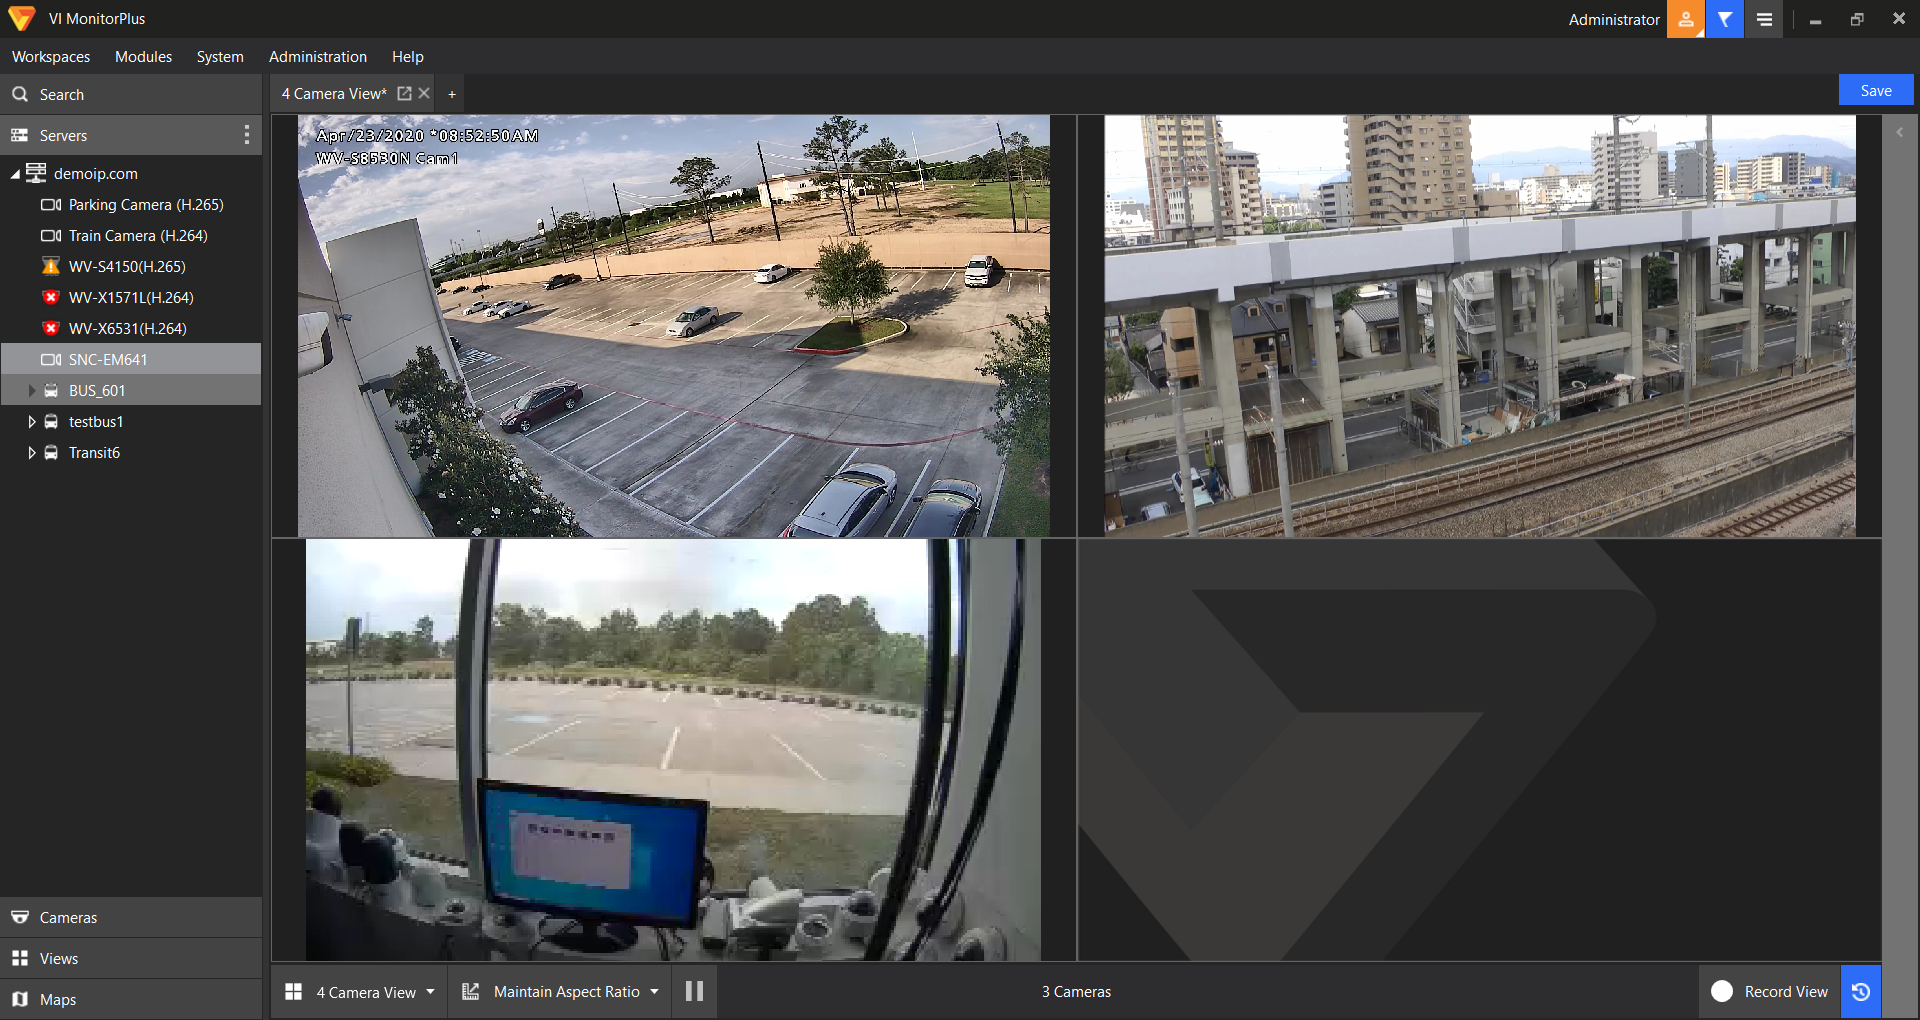 VI MonitorPlus
Administrator
Workspaces Modules System Administration Help
Search
4 Camera View* +
Save
Servers
demoip.com
Parking Camera (H.265)
Train Camera (H.264)
WV-S4150(H.265)
WV-X1571L(H.264)
WV-X6531(H.264)
SNC-EM641
BUS_601
testbus1
Transit6
Apr/23/2020 *08:52:50AM
WV-S8530N Cam1
Cameras
Views
Maps
4 Camera View
Maintain Aspect Ratio
3 Cameras
Record View